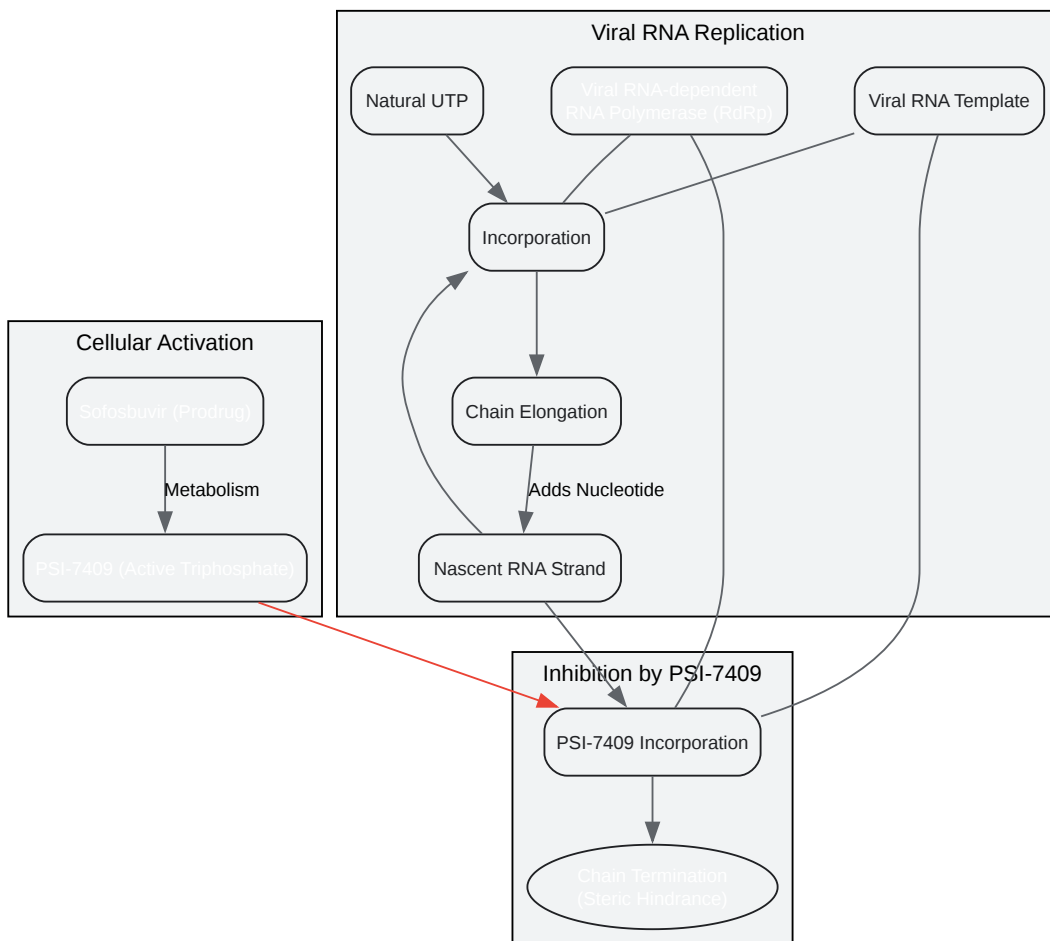 Viral RNA Replication
Natural UTP
Viral RNA-dependent
RNA Polymerase (RdRp)
Viral RNA Template
Incorporation
Cellular Activation
Sofosbuvir (Prodrug)
Chain Elongation
Metabolism
Adds Nucleotide
PSI-7409 (Active Triphosphate)
Nascent RNA Strand
Inhibition by PSI-7409
PSI-7409 Incorporation
Chain Termination
(Steric Hindrance)